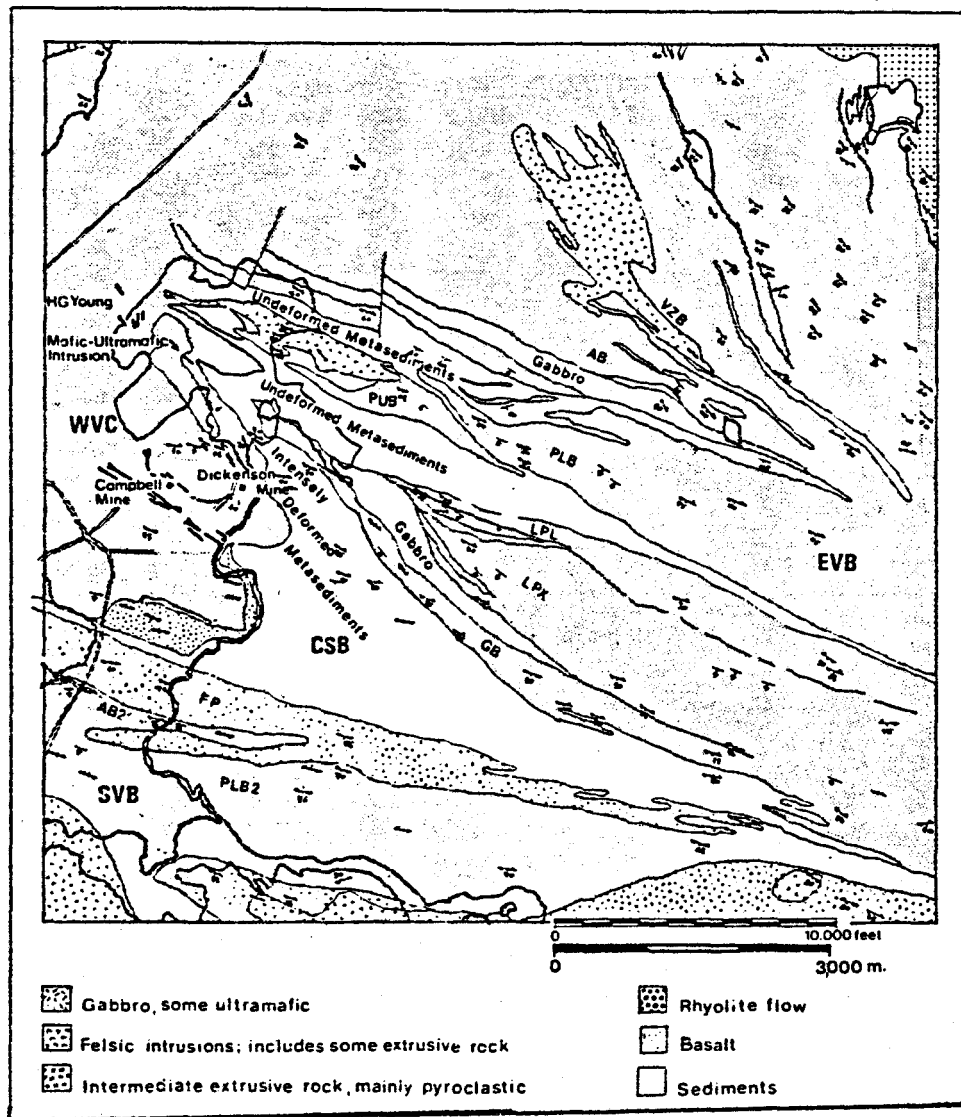 HG Young
Mafic-Ultramafic
Intrusion
WVC
Campbell
Mine
Dickenson
Mine
Undeformed Metasediments
Undeformed Metasediments
Intensely
Deformed
Metasediments
Gabbro
AB
VZB
PUB
PLB
LPL
LPX
EVB
Gabbro
GB
CSB
FP
AB2
SVB
PLB2
0
10,000 feet
0
3,000 m.
Gabbro, some ultramafic
Felsic intrusions; includes some extrusive rock
Intermediate extrusive rock, mainly pyroclastic
Rhyolite flow
Basalt
Sediments